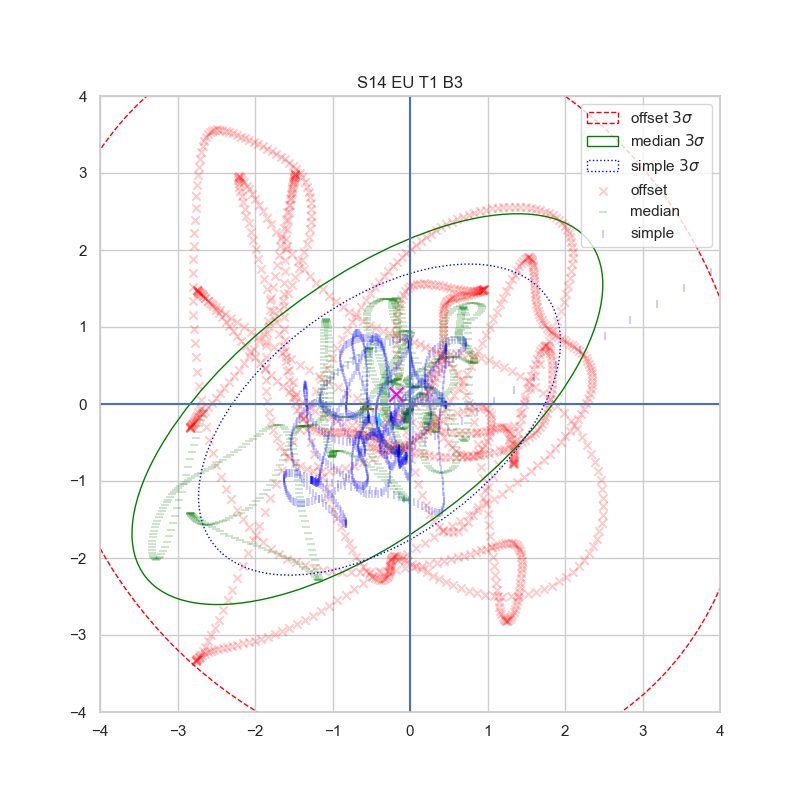 S14 EU T1 B3
offset 3σ
median 3σ
simple 3σ
offset
median
simple
4
3
2
1
0
−1
−2
−3
−4
−4 −3 −2 −1 0 1 2 3 4